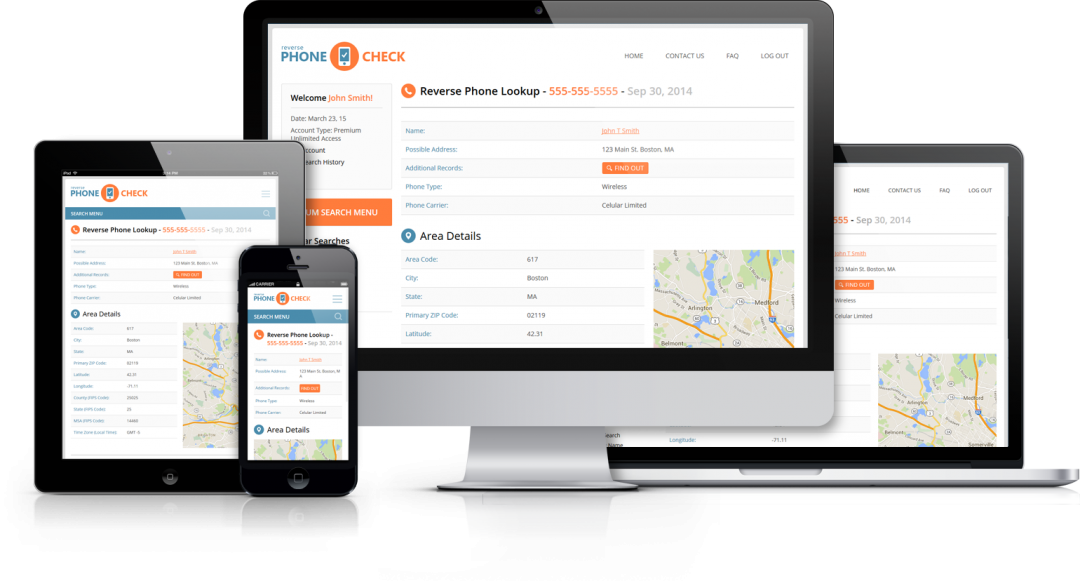 reverse
PHONE CHECK
HOME CONTACT US FAQ LOG OUT
Welcome John Smith!
Date: March 23, 15
Account Type: Premium
Unlimited Access
ccount
arch History
UM SEARCH MENU
ar Searches
Reverse Phone Lookup - 555-555-5555 - Sep 30, 2014
Name: John T Smith
Possible Address: 123 Main St. Boston, MA
Additional Records: FIND OUT
Phone Type: Wireless
Phone Carrier: Celular Limited
Area Details
Area Code: 617
City: Boston
State: MA
Primary ZIP Code: 02119
Latitude: 42.31
Arlington
Medford
Belmont
iPad
reverse
PHONE CHECK
SEARCH MENU
Reverse Phone Lookup - 555-555-5555 - Sep 30, 2014
Name: John T Smith
Possible Address: 123 Main St. Boston, MA
Additional Records: FIND OUT
Phone Type: Wireless
Phone Carrier: Celular Limited
Area Details
Area Code: 617
City: Boston
State: MA
Primary ZIP Code: 02119
Latitude: 42.31
Longitude: -71.11
County (FIPS Code): 25025
State (FIPS Code): 25
MSA (FIPS Code): 14460
Time Zone (Local Time): GMT -5
CARRIER
reverse
PHONE CHECK
SEARCH MENU
Reverse Phone Lookup -
555-555-5555 - Sep 30, 2014
Name: John T Smith
Possible Address: 123 Main St. Boston, M
A
Additional Records: FIND OUT
Phone Type: Wireless
Phone Carrier: Celular Limited
Area Details
HOME CONTACT US FAQ LOG OUT
555 - Sep 30, 2014
John T Smith
123 Main St. Boston, MA
FIND OUT
Wireless
Celular Limited
Arlington
Medford
Belmont
Somerville
earch
Name
Longitude: -71.11